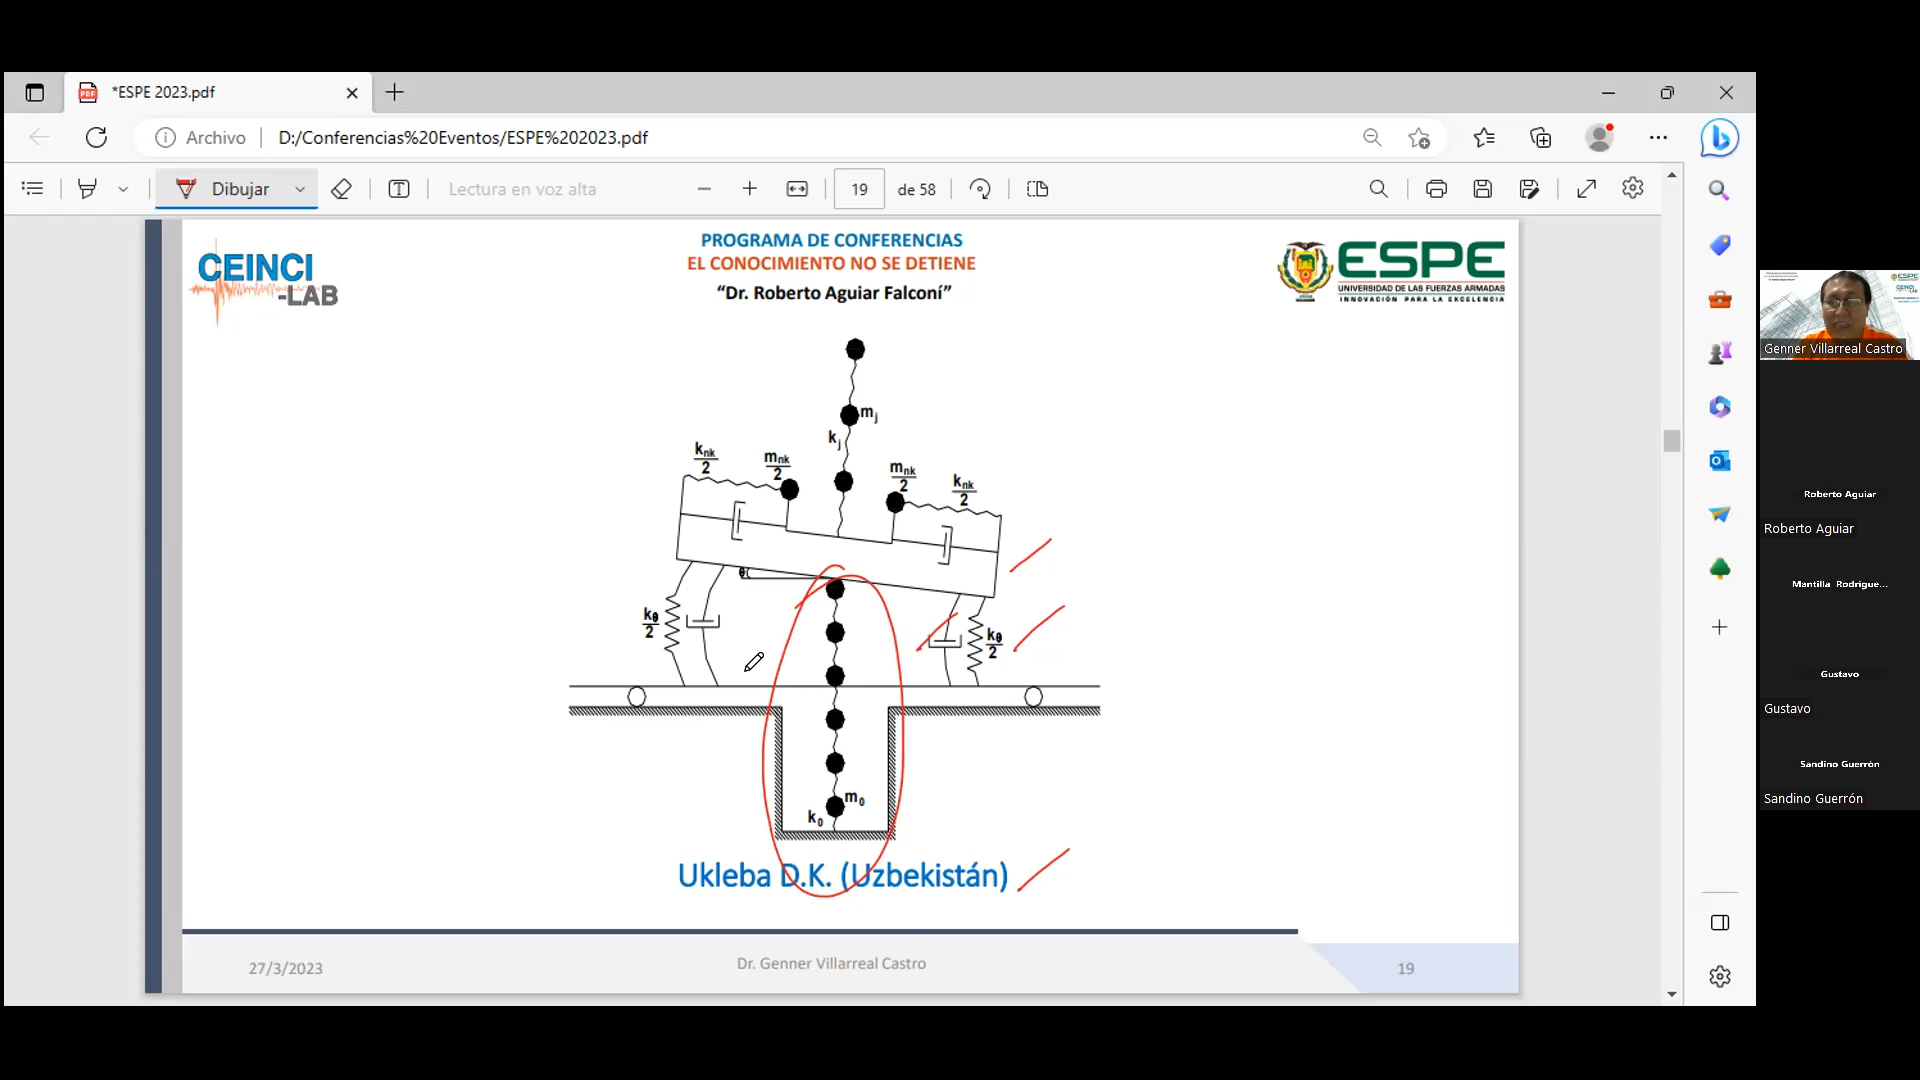 *ESPE 2023.pdf
Archivo
D:/Conferencias%20Eventos/ESPE%202023.pdf
Dibujar
Lectura en voz alta
19
de 58
CEINCI
-LAB
PROGRAMA DE CONFERENCIAS
EL CONOCIMIENTO NO SE DETIENE
“Dr. Roberto Aguiar Falconí”
ESPE
UNIVERSIDAD DE LAS FUERZAS ARMADAS
INNOVACIÓN PARA LA EXCELENCIA
mj
kj
knk
2
mnk
2
mnk
2
knk
2
θ
kθ
2
kθ
2
m0
k0
Ukleba D.K. (Uzbekistán)
27/3/2023
Dr. Genner Villarreal Castro
19
Genner Villarreal Castro
Roberto Aguiar
Roberto Aguiar
Mantilla Rodrigue...
Gustavo
Gustavo
Sandino Guerrón
Sandino Guerrón